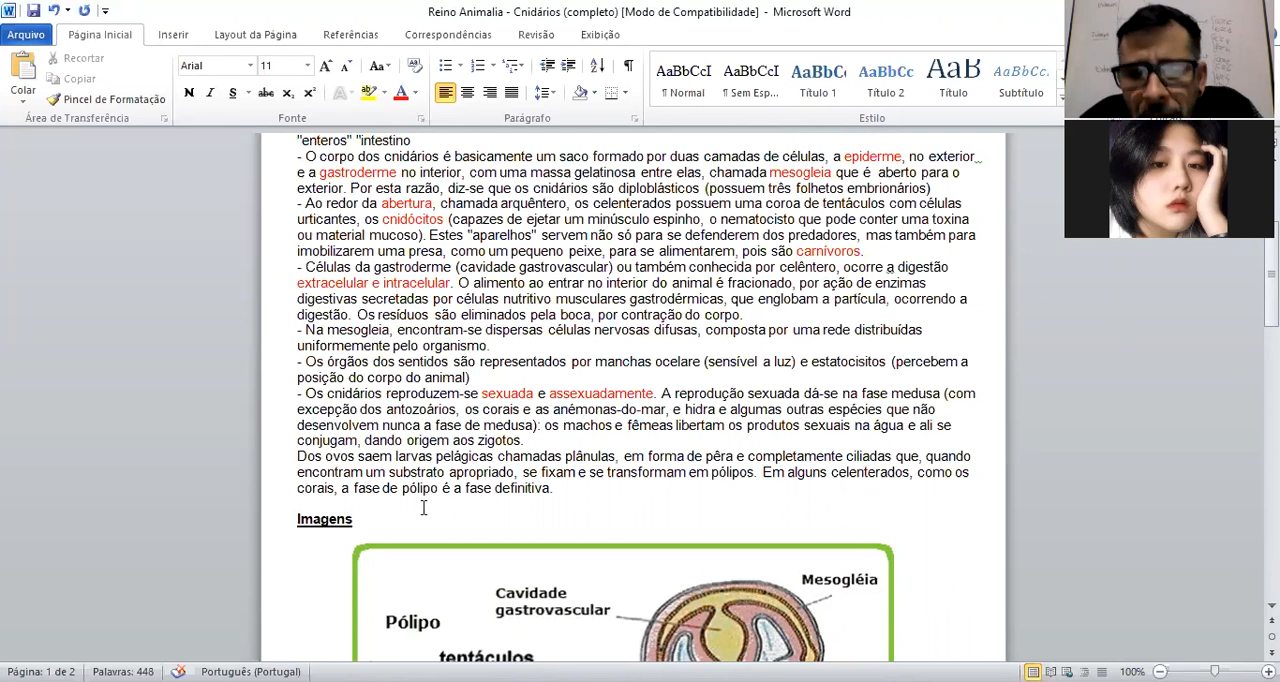 Reino Animalia - Cnidários (completo) [Modo de Compatibilidade] - Microsoft Word
Arquivo Página Inicial Inserir Layout da Página Referências Correspondências Revisão Exibição
Colar
Recortar
Copiar
Pincel de Formatação
Área de Transferência
Arial 11
N I S abc x₂ x²
Fonte
Parágrafo
AaBbCcI AaBbCcI AaBbC AaBbCc AaB AaBbCc.
¶ Normal ¶ Sem Esp... Título 1 Título 2 Título Subtítulo
Estilo
"enteros" "intestino
- O corpo dos cnidários é basicamente um saco formado por duas camadas de células, a epiderme, no exterior
e a gastroderme no interior, com uma massa gelatinosa entre elas, chamada mesogleia que é aberto para o
exterior. Por esta razão, diz-se que os cnidários são diploblásticos (possuem três folhetos embrionários)
- Ao redor da abertura, chamada arquêntero, os celenterados possuem uma coroa de tentáculos com células
urticantes, os cnidócitos (capazes de ejetar um minúsculo espinho, o nematocisto que pode conter uma toxina
ou material mucoso). Estes "aparelhos" servem não só para se defenderem dos predadores, mas também para
imobilizarem uma presa, como um pequeno peixe, para se alimentarem, pois são carnívoros.
- Células da gastroderme (cavidade gastrovascular) ou também conhecida por celêntero, ocorre a digestão
extracelular e intracelular. O alimento ao entrar no interior do animal é fracionado, por ação de enzimas
digestivas secretadas por células nutritivo musculares gastrodérmicas, que englobam a partícula, ocorrendo a
digestão. Os resíduos são eliminados pela boca, por contração do corpo.
- Na mesogleia, encontram-se dispersas células nervosas difusas, composta por uma rede distribuídas
uniformemente pelo organismo.
- Os órgãos dos sentidos são representados por manchas ocelare (sensível a luz) e estatocisitos (percebem a
posição do corpo do animal)
- Os cnidários reproduzem-se sexuada e assexuadamente. A reprodução sexuada dá-se na fase medusa (com
excepção dos antozoários, os corais e as anémonas-do-mar, e hidra e algumas outras espécies que não
desenvolvem nunca a fase de medusa): os machos e fêmeas libertam os produtos sexuais na água e ali se
conjugam, dando origem aos zigotos.
Dos ovos saem larvas pelágicas chamadas plânulas, em forma de pêra e completamente ciliadas que, quando
encontram um substrato apropriado, se fixam e se transformam em pólipos. Em alguns celenterados, como os
corais, a fase de pólipo é a fase definitiva.
Imagens
Mesogléia
Cavidade
gastrovascular
Pólipo
tentáculos
Página: 1 de 2 Palavras: 448 Português (Portugal) 100%